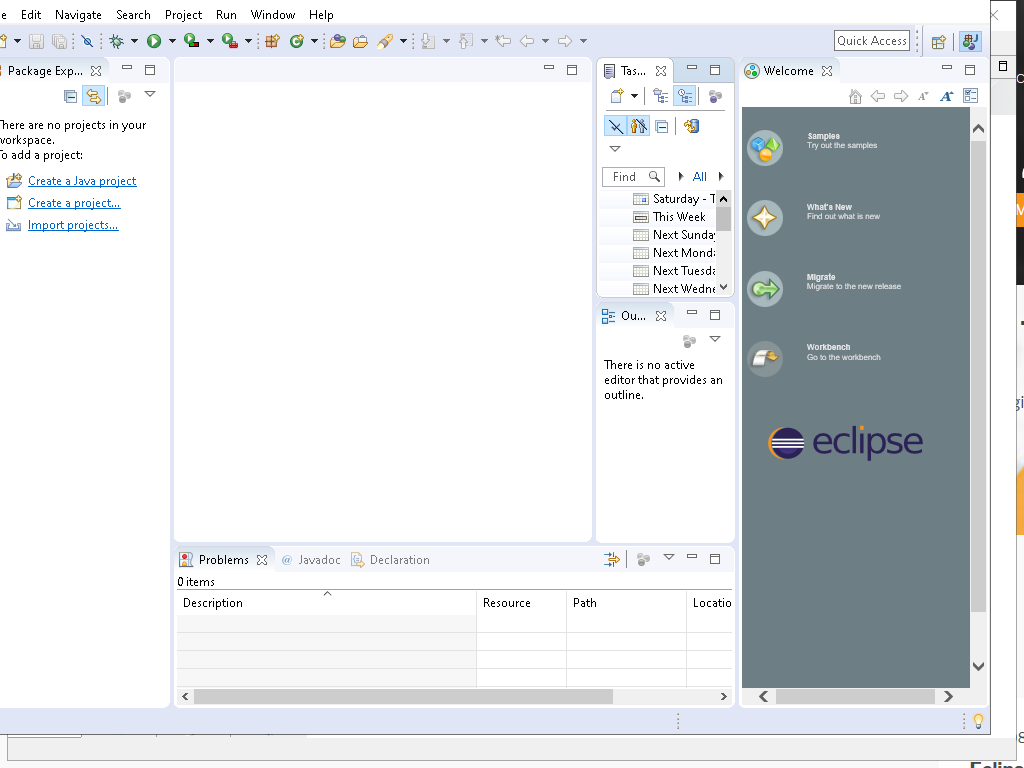 Edit Navigate Search Project Run Window Help
Quick Access
Package Exp...
There are no projects in your
workspace.
To add a project:
Create a Java project
Create a project...
Import projects...
Tas...
Find
All
Saturday - T
This Week
Next Sunda
Next Monda
Next Tuesda
Next Wedne
Ou...
There is no active
editor that provides an
outline.
Welcome
Samples
Try out the samples
What's New
Find out what is new
Migrate
Migrate to the new release
Workbench
Go to the workbench
eclipse
Problems
@ Javadoc
Declaration
0 items
Description Resource Path Locatio